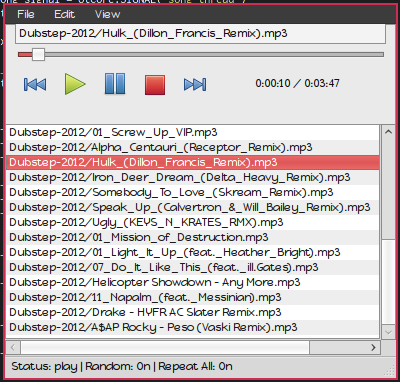 File Edit View
Dubstep-2012/Hulk_(Dillon_Francis_Remix).mp3
0:00:10 / 0:03:47
Dubstep-2012/01_Screw_Up_VIP.mp3
Dubstep-2012/Alpha_Centauri_(Receptor_Remix).mp3
Dubstep-2012/Hulk_(Dillon_Francis_Remix).mp3
Dubstep-2012/Iron_Deer_Dream_(Delta_Heavy_Remix).mp3
Dubstep-2012/Somebody_To_Love_(Skream_Remix).mp3
Dubstep-2012/Speak_Up_(Calvertron_&_Will_Bailey_Remix).mp3
Dubstep-2012/Ugly_(KEYS_N_KRATES_RMX).mp3
Dubstep-2012/01_Mission_of_Destruction.mp3
Dubstep-2012/01_Light_It_Up_(feat._Heather_Bright).mp3
Dubstep-2012/07_Do_It_Like_This_(feat._ill.Gates).mp3
Dubstep-2012/Helicopter Showdown - Any More.mp3
Dubstep-2012/11_Napalm_(feat._Messinian).mp3
Dubstep-2012/Drake - HYFR AC Slater Remix.mp3
Dubstep-2012/A$AP Rocky - Peso (Vaski Remix).mp3
Status: play | Random: 0n | Repeat All: 0n